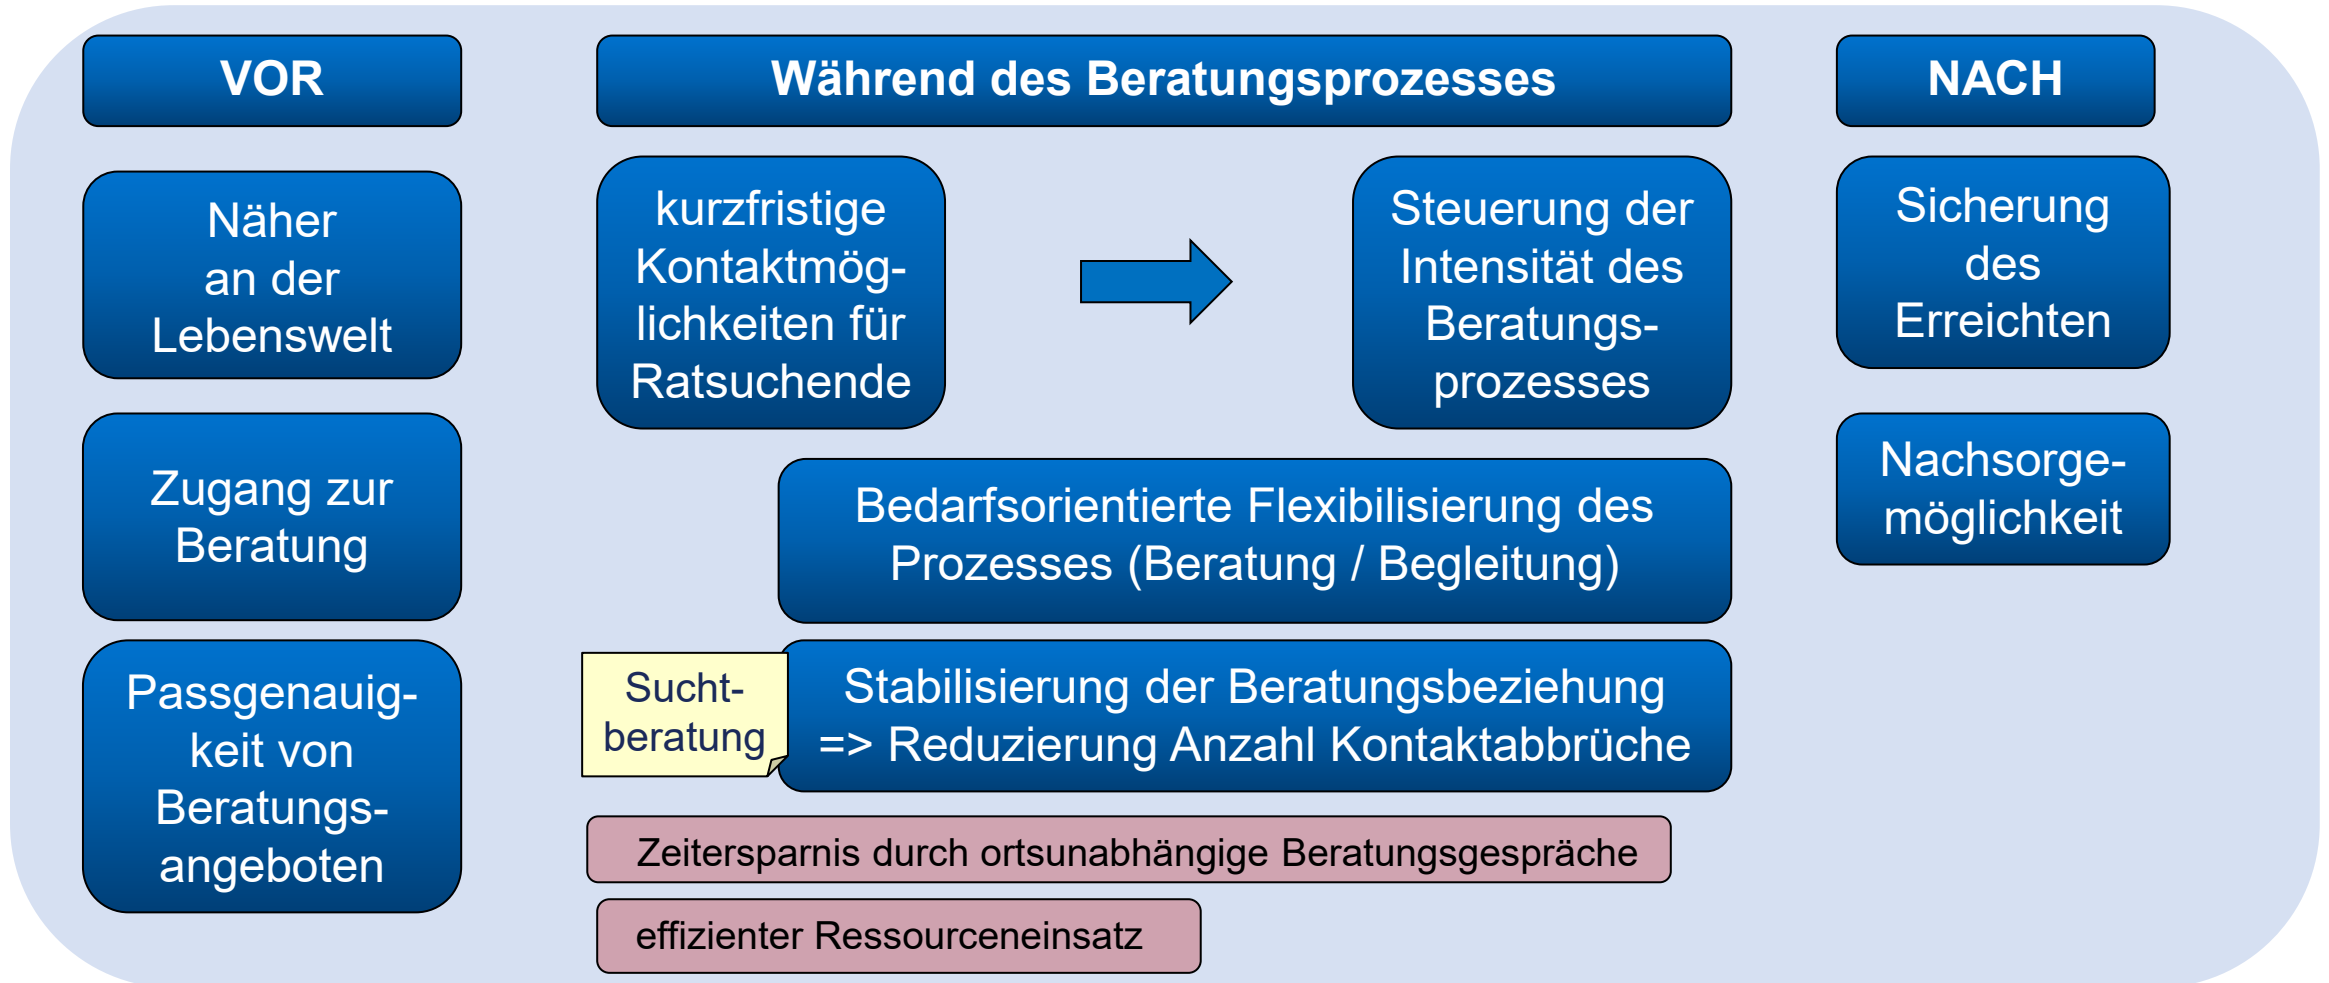 VOR
Näher
an der
Lebenswelt
Zugang zur
Beratung
Passgenauig-
keit von
Beratungs-
angeboten
Während des Beratungsprozesses
kurzfristige
Kontaktmög-
lichkeiten für
Ratsuchende
Steuerung der
Intensität des
Beratungs-
prozesses
Bedarfsorientierte Flexibilisierung des
Prozesses (Beratung / Begleitung)
Sucht-
beratung
Stabilisierung der Beratungsbeziehung
=> Reduzierung Anzahl Kontaktabbrüche
Zeitersparnis durch ortsunabhängige Beratungsgespräche
effizienter Ressourceneinsatz
NACH
Sicherung
des
Erreichten
Nachsorge-
möglichkeit